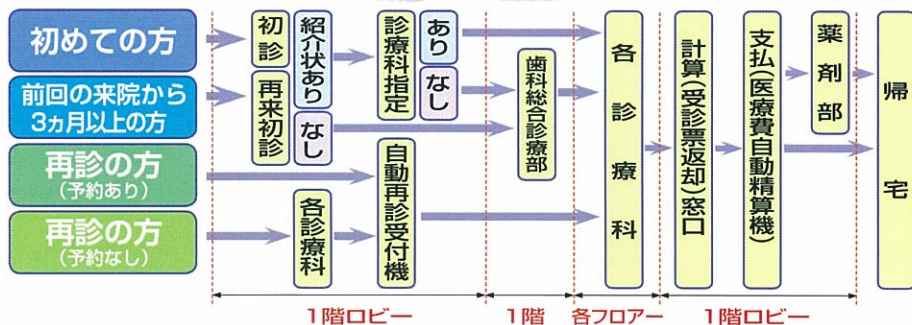 初めての方
前回の来院から
3ヵ月以上の方
再診の方
(予約あり)
再診の方
(予約なし)
初診
再来初診
紹介状あり
なし
各診療科
診療科指定
あり
なし
自動再診受付機
歯科総合診療部
各診療科
計算(受診票返却)窓口
支払(医療費自動精算機)
薬剤部
帰宅
1階ロビー
1階
各フロアー
1階ロビー